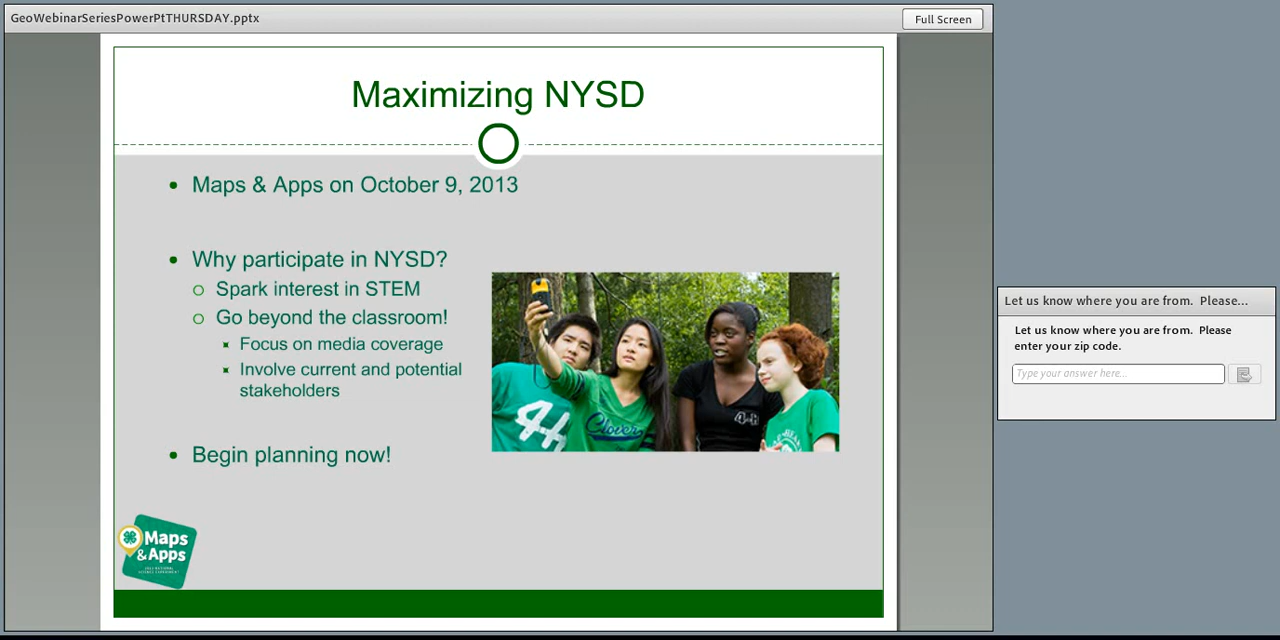 GeoWebinarSeriesPowerPtTHURSDAY.pptx
Full Screen
Maximizing NYSD
• Maps & Apps on October 9, 2013
• Why participate in NYSD?
Spark interest in STEM
Go beyond the classroom!
Focus on media coverage
Involve current and potential
stakeholders
• Begin planning now!
4-H
Clover
4-H
Maps
& Apps
Let us know where you are from.  Please...
Let us know where you are from.  Please
enter your zip code.
Type your answer here...